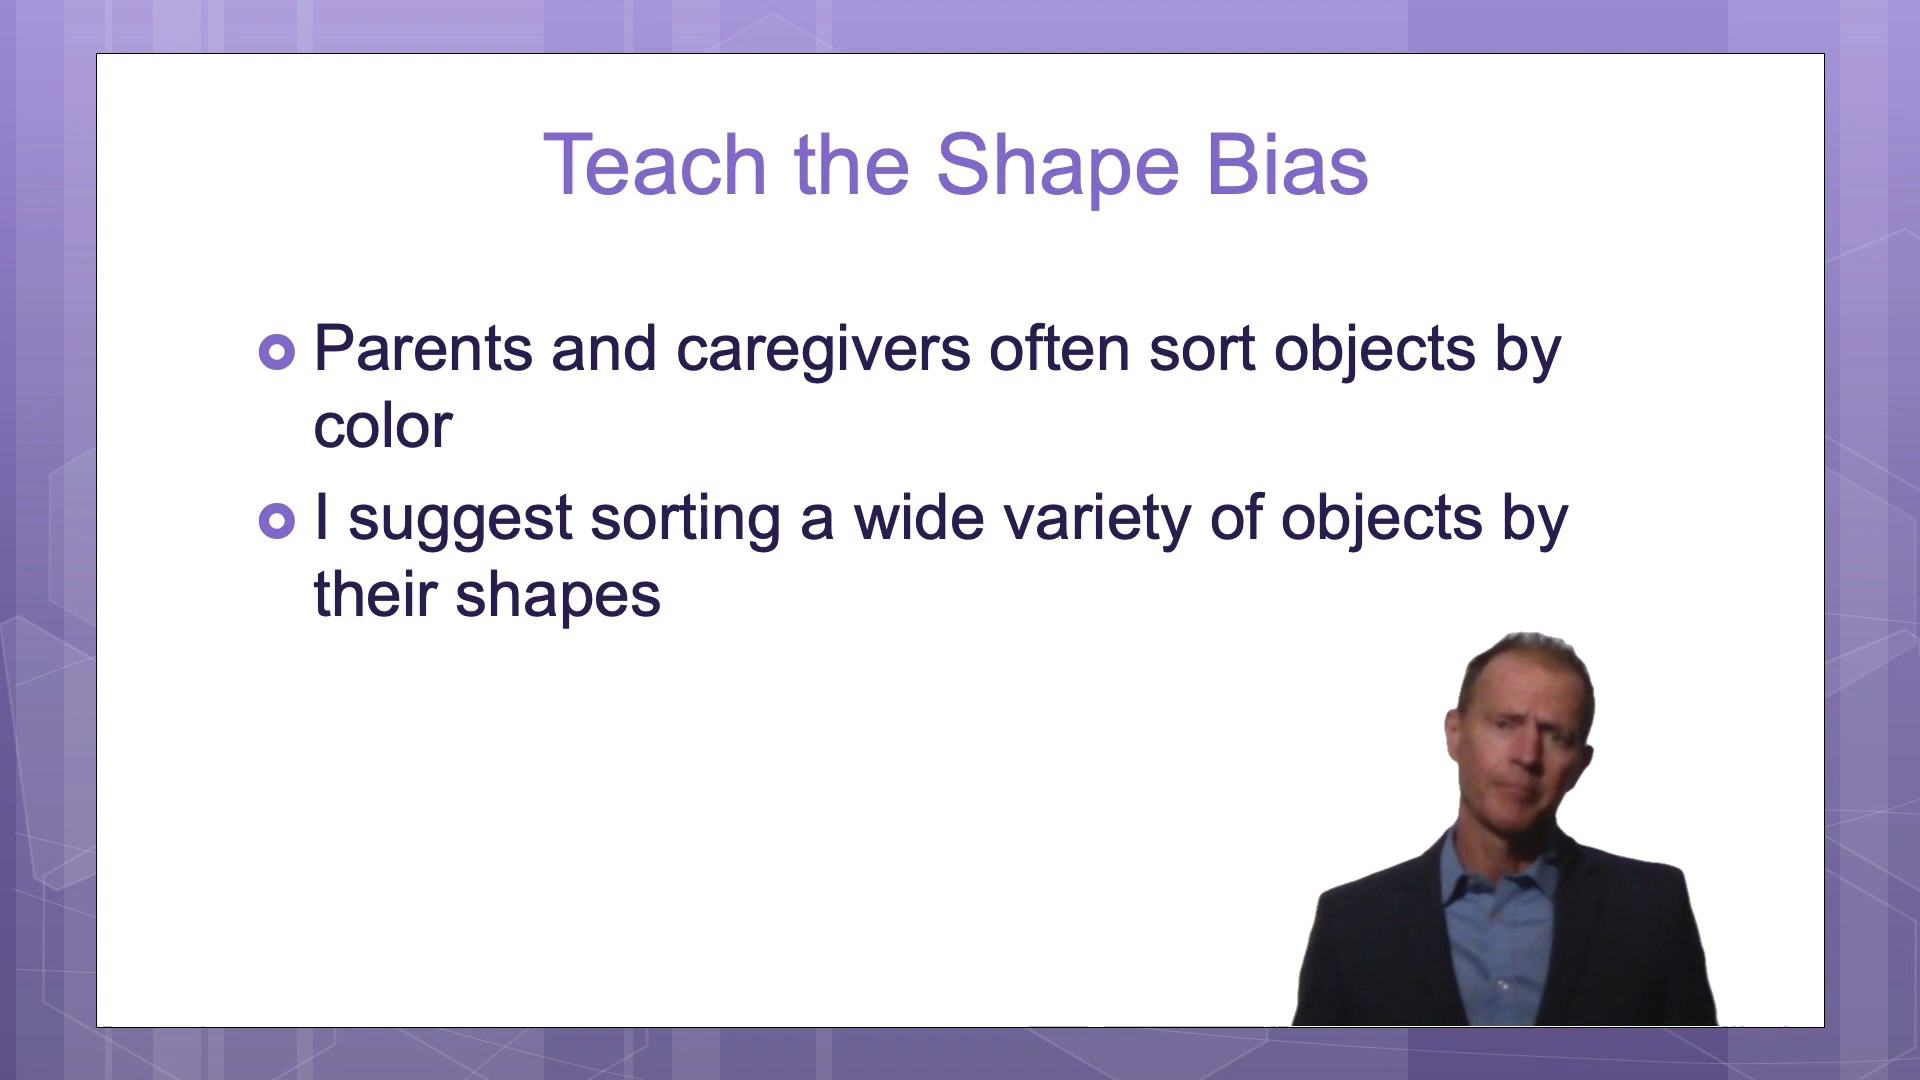 Teach the Shape Bias
Parents and caregivers often sort objects by
color
I suggest sorting a wide variety of objects by
their shapes